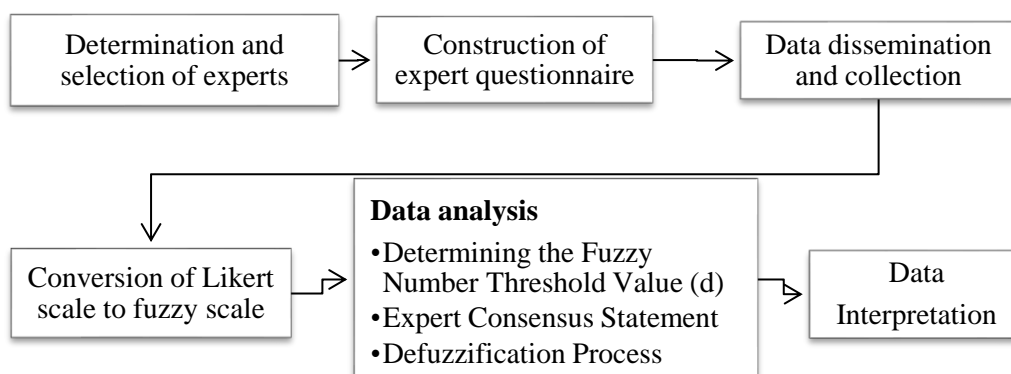 Determination and
selection of experts
Construction of
expert questionnaire
Data dissemination
and collection
Conversion of Likert
scale to fuzzy scale
Data analysis
•Determining the Fuzzy
Number Threshold Value (d)
•Expert Consensus Statement
•Defuzzification Process
Data
Interpretation